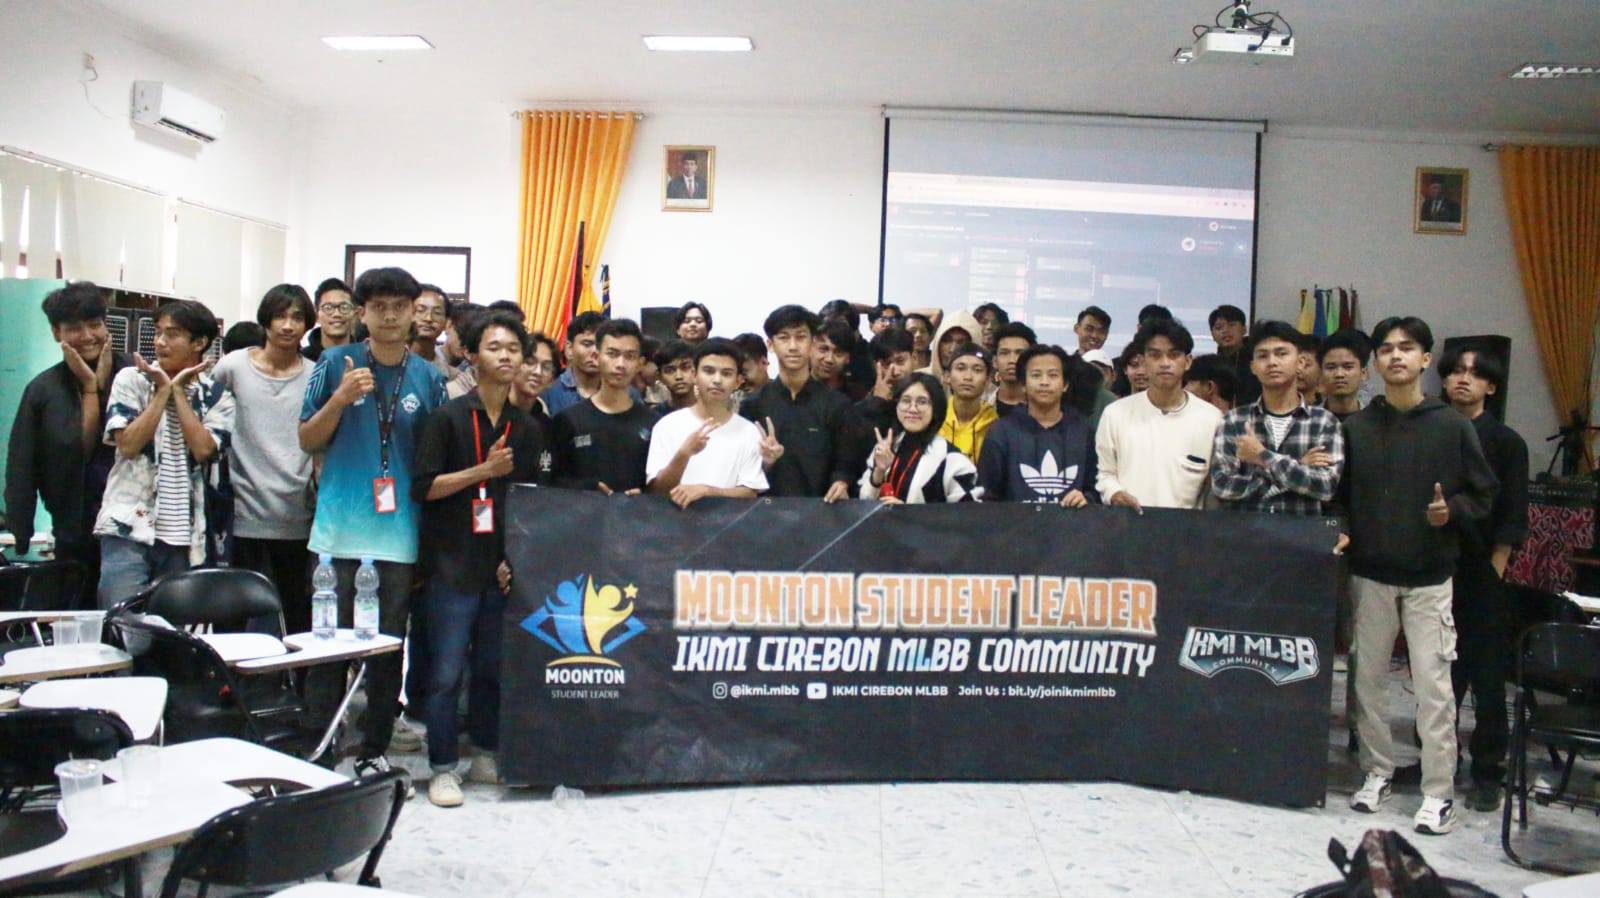 MOONTON STUDENT LEADER
IKMI CIREBON MLBB COMMUNITY
@ikmi.mlbb IKMI CIREBON MLBB Join Us : bit.ly/joinikmimlbb
MOONTON
STUDENT LEADER
IKMI MLBB
COMMUNITY
adidas